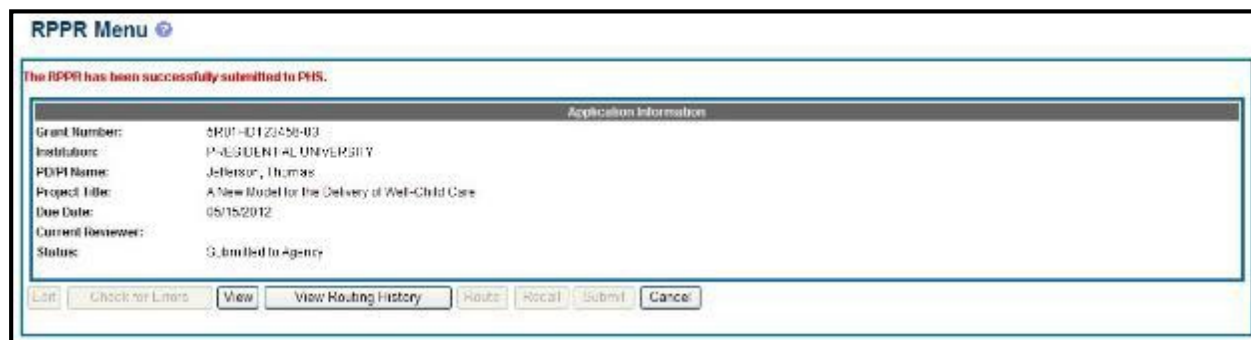 RPPR Menu
The RPPR has been successfully submitted to PHS.
Application Information
Grant Number: 5R01HD123456-03
Institution: PRESIDENTIAL UNIVERSITY
PD/PI Name: Jefferson, Thomas
Project Title: A New Model for the Delivery of Well-Child Care
Due Date: 05/15/2012
Current Reviewer:
Status: Submitted to Agency
Edit Check for Errors View View Routing History Route Recall Submit Cancel